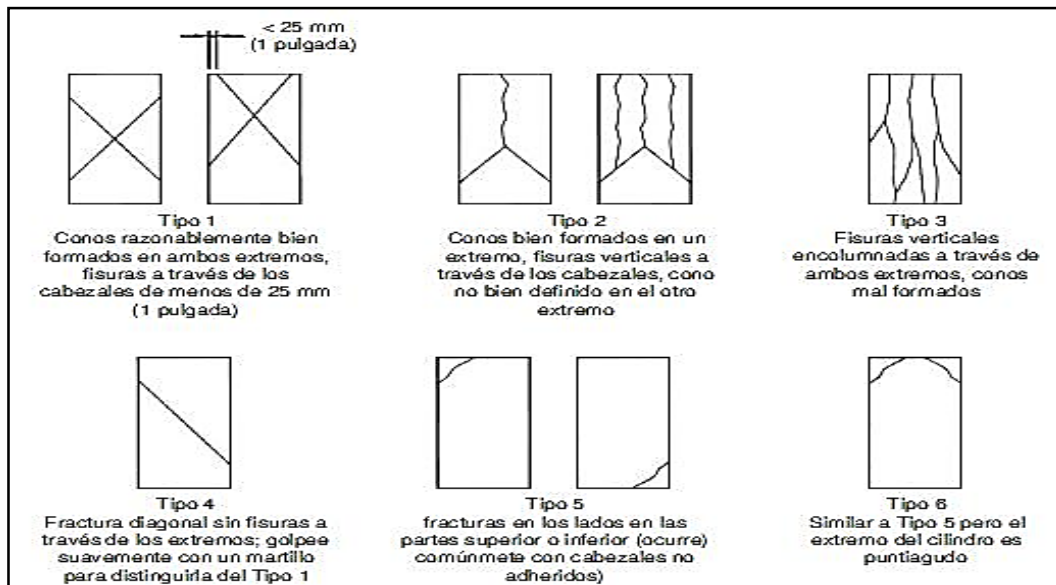 < 25 mm
(1 pulgada)
Tipo 1
Conos razonablemente bien
formados en ambos extremos,
fisuras a través de los
cabezales de menos de 25 mm
(1 pulgada)
Tipo 2
Conos bien formados en un
extremo, fisuras verticales a
través de los cabezales, cono
no bien definido en el otro
extremo
Tipo 3
Fisuras verticales
encolumnadas a través de
ambos extremos, conos
mal formados
Tipo 4
Fractura diagonal sin fisuras a
través de los extremos; golpee
suavemente con un martillo
para distinguirla del Tipo 1
Tipo 5
fracturas en los lados en las
partes superior o inferior (ocurre)
comúnmete con cabezales no
adheridos)
Tipo 6
Similar a Tipo 5 pero el
extremo del cilindro es
puntiagudo